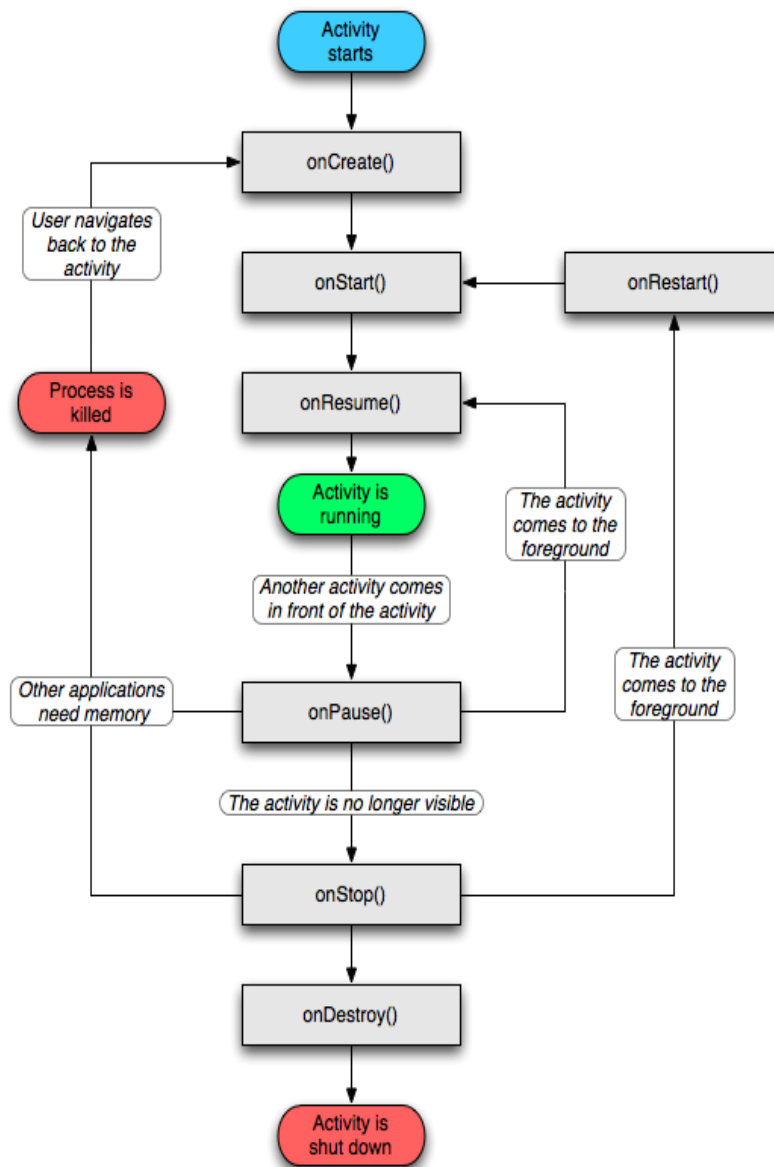 Activity
starts
onCreate()
User navigates
back to the
activity
onStart()
onRestart()
Process is
killed
onResume()
Activity is
running
The activity
comes to the
foreground
Another activity comes
in front of the activity
The activity
comes to the
foreground
Other applications
need memory
onPause()
The activity is no longer visible
onStop()
onDestroy()
Activity is
shut down